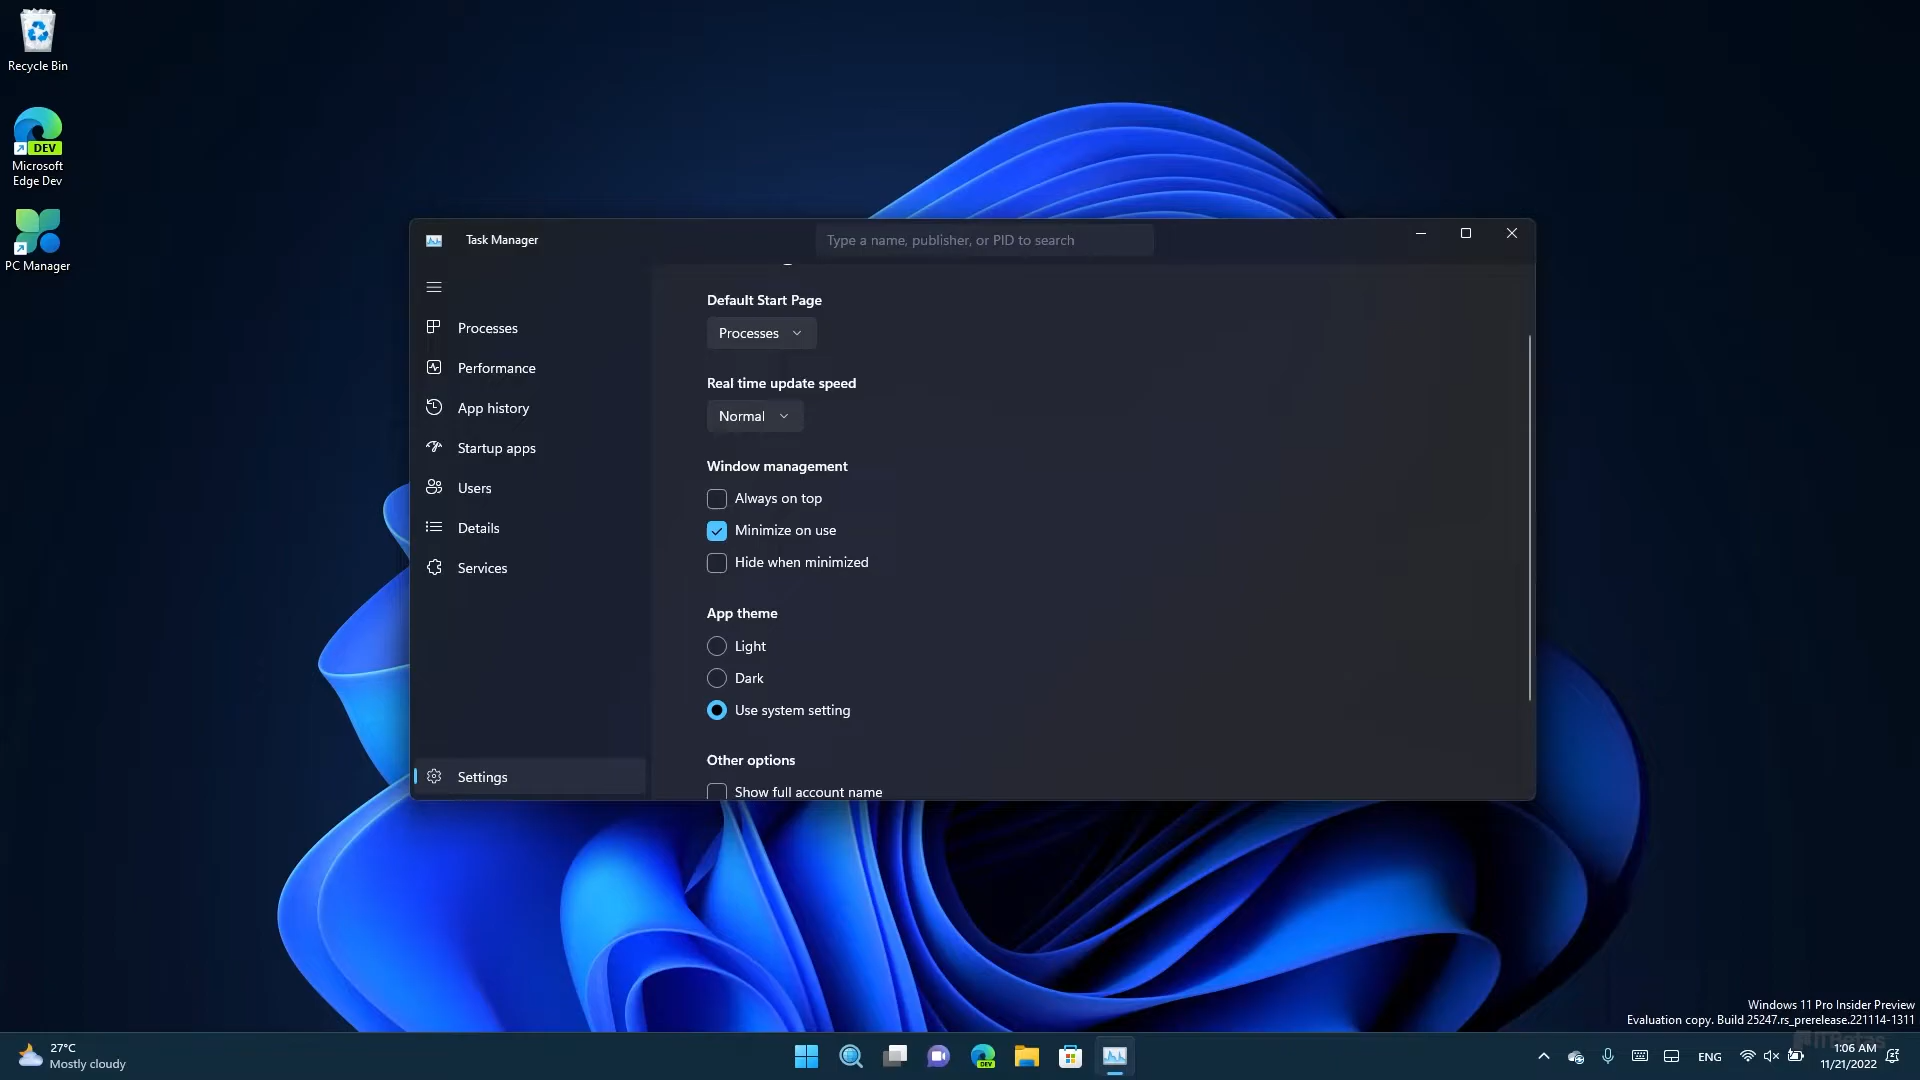 Recycle Bin
DEV
Microsoft
Edge Dev
PC Manager
Task Manager
Type a name, publisher, or PID to search
Processes
Performance
App history
Startup apps
Users
Details
Services
Settings
Default Start Page
Processes
Real time update speed
Normal
Window management
Always on top
Minimize on use
Hide when minimized
App theme
Light
Dark
Use system setting
Other options
Show full account name
Windows 11 Pro Insider Preview
Evaluation copy. Build 25247.rs_prerelease.221114-1311
27°C
Mostly cloudy
DEV
ENG
1:06 AM
11/21/2022